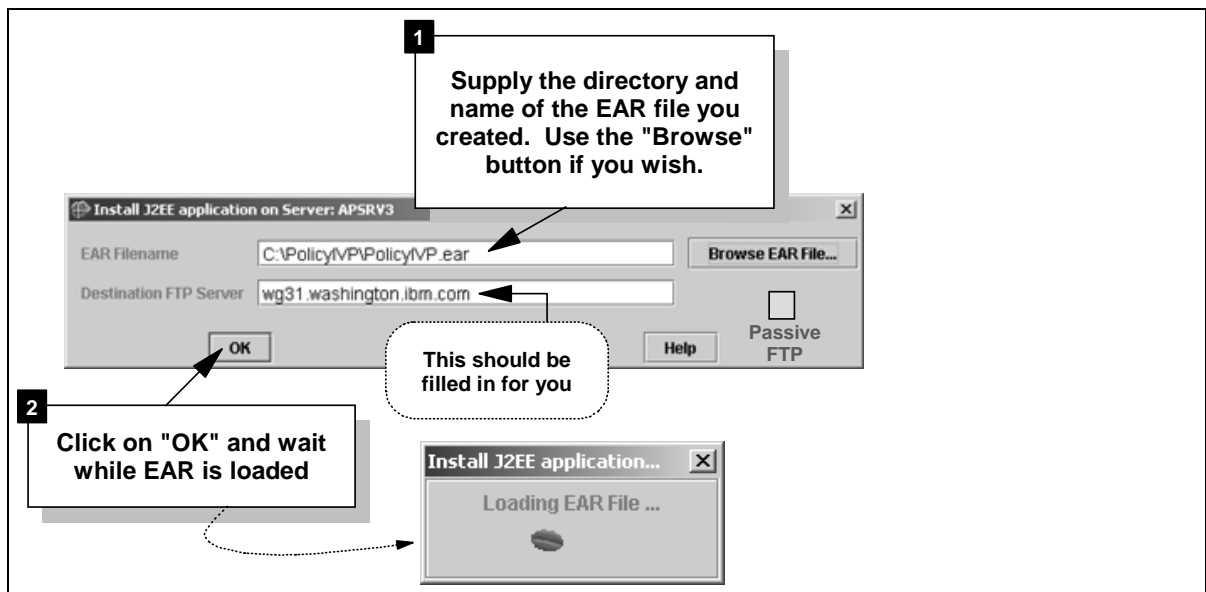 1
Supply the directory and
name of the EAR file you
created. Use the "Browse"
button if you wish.
Install J2EE application on Server: APSRV3
EAR Filename
C:\PolicyIVP\PolicyIVP.ear
Browse EAR File...
Destination FTP Server
wg31.washington.ibm.com
Passive
FTP
OK
Help
This should be
filled in for you
2
Click on "OK" and wait
while EAR is loaded
Install J2EE application...
Loading EAR File ...